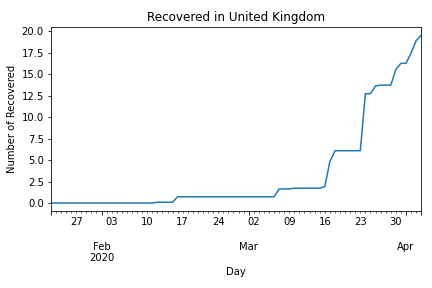 Recovered in United Kingdom
Number of Recovered
20.0
17.5
15.0
12.5
10.0
7.5
5.0
2.5
0.0
27 03 10 17 24 02 09 16 23 30
Feb Mar Apr
2020
Day